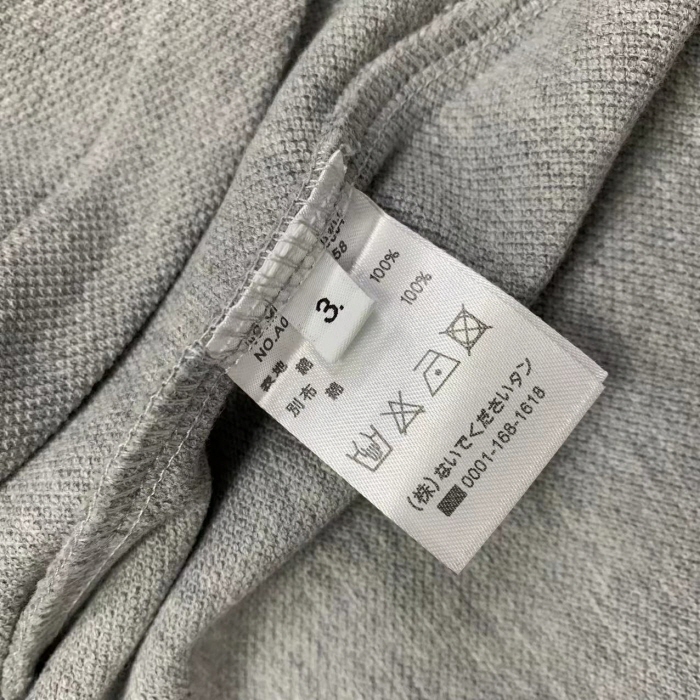 3.
NO.A0
表地 綿 100%
別布 綿 100%
(株)ないでくださいタン
0001-168-1618